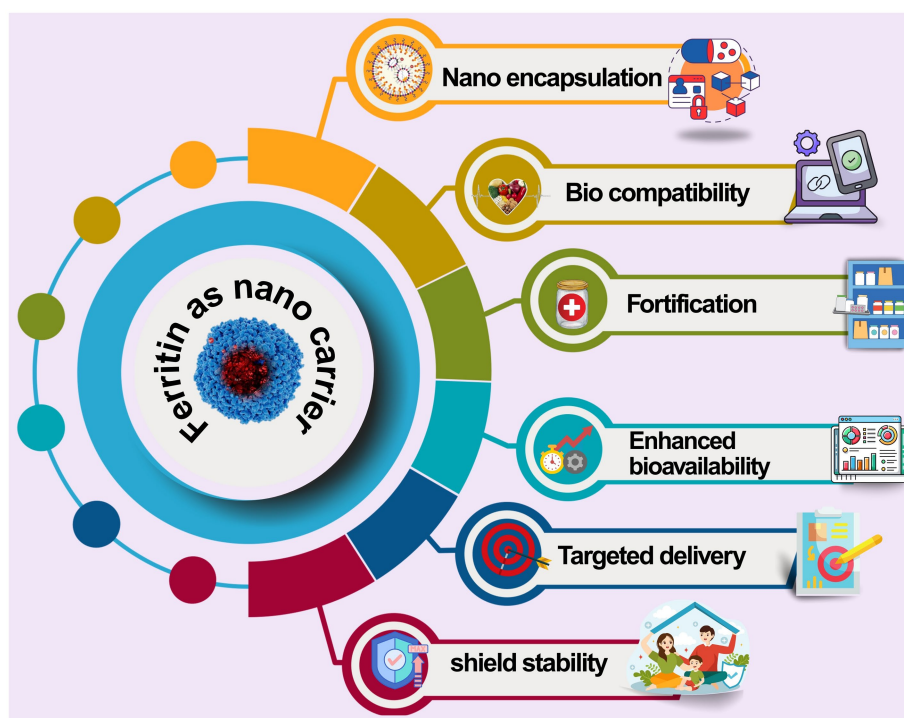 Ferritin as nano carrier
Nano encapsulation
Bio compatibility
Fortification
Enhanced
bioavailability
Targeted delivery
shield stability